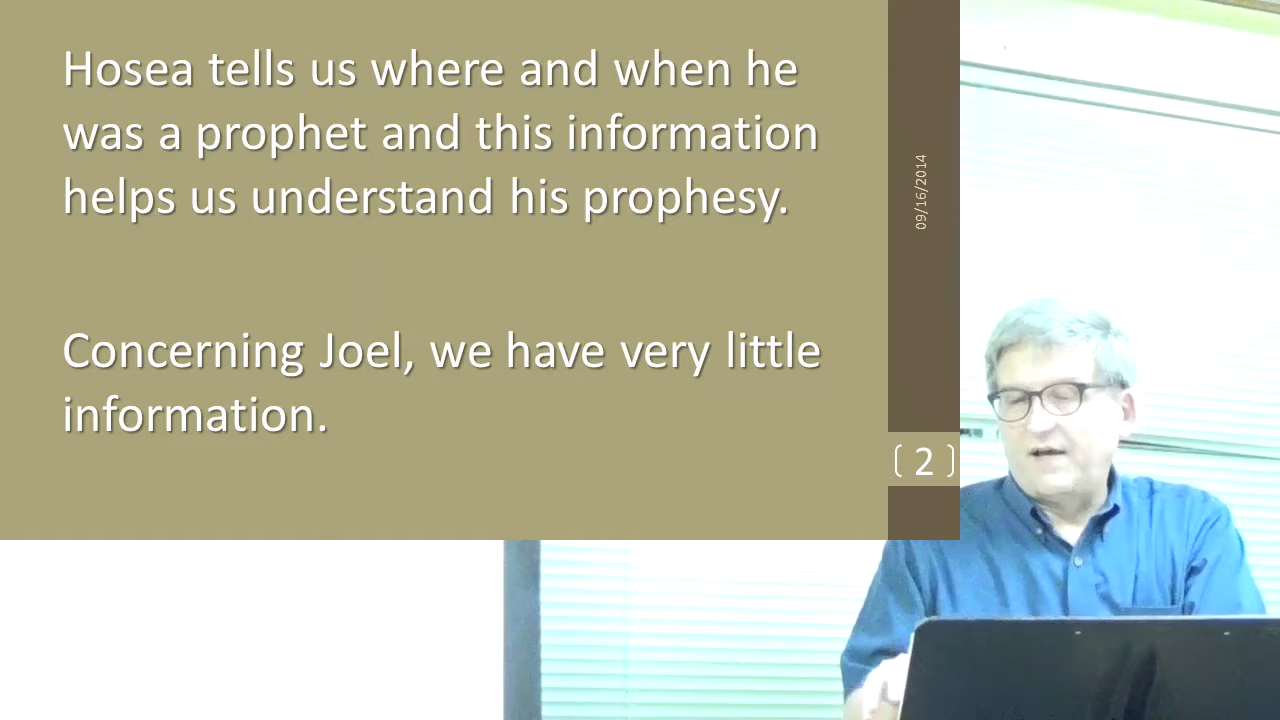 Hosea tells us where and when he
was a prophet and this information
helps us understand his prophesy.
Concerning Joel, we have very little
information.
09/16/2014
2